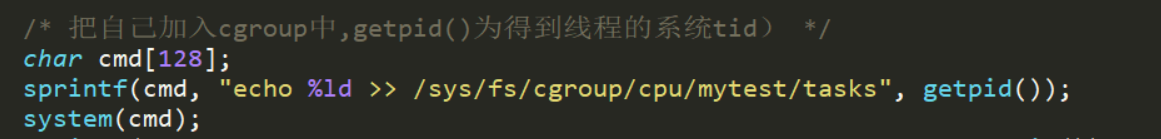 /* 把自己加入cgroup中,getpid()为得到线程的系统tid） */
char cmd[128];
sprintf(cmd, "echo %ld >> /sys/fs/cgroup/cpu/mytest/tasks", getpid());
system(cmd);